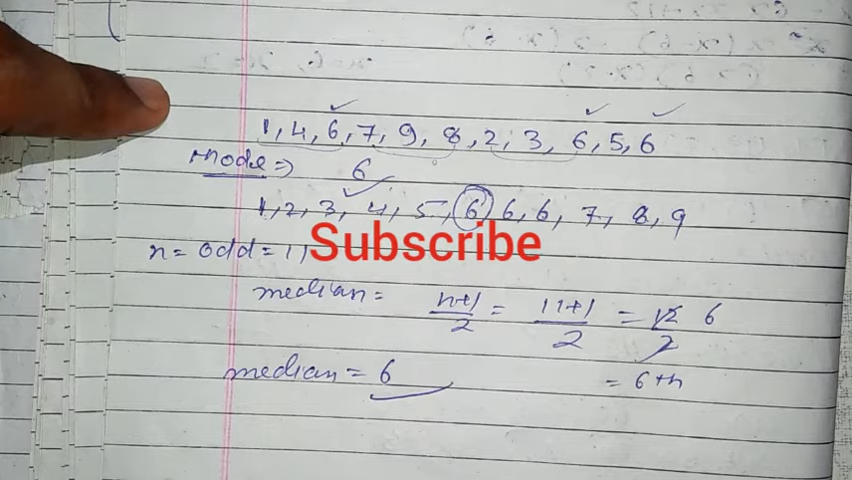 1, 4, 6, 7, 9, 8, 2, 3, 6, 5, 6
Mode => 6
1, 2, 3, 4, 5, 6, 6, 6, 7, 8, 9
n = odd = 11
Subscribe
median = n+1/2 = 11+1/2 = 12/2 6
median = 6
= 6th